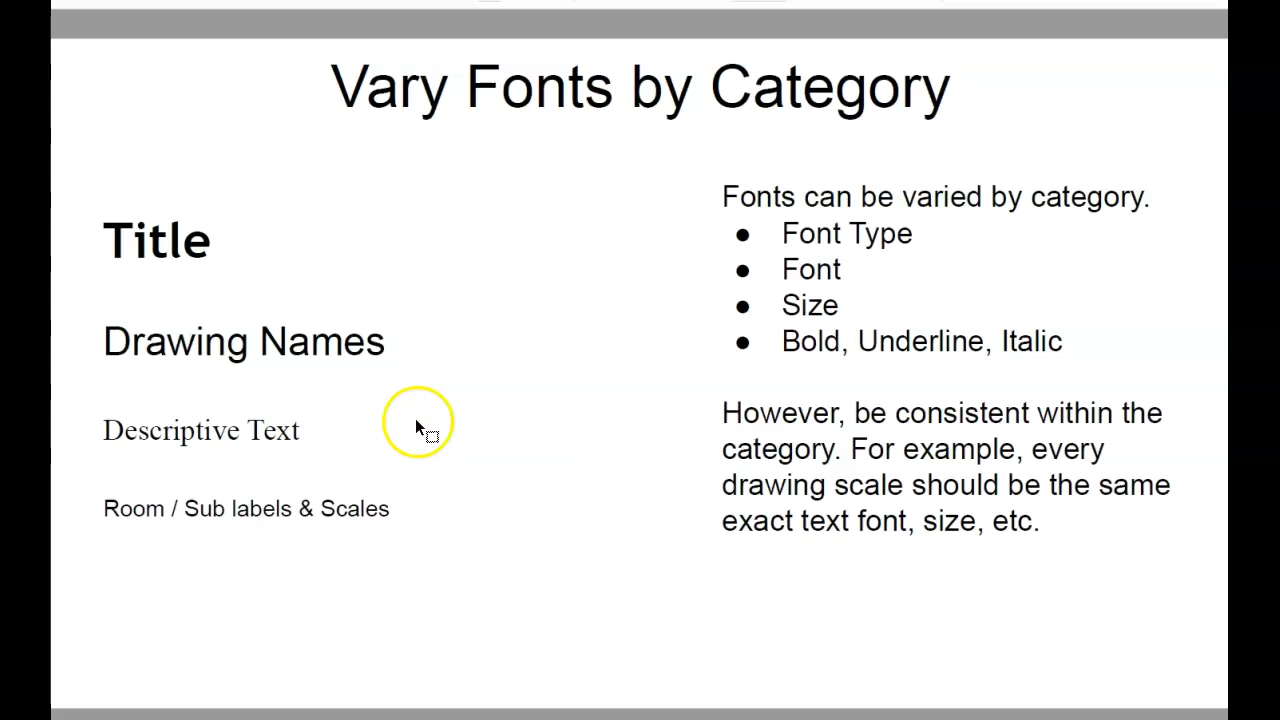 Vary Fonts by Category
Title
Drawing Names
Descriptive Text
Room / Sub labels & Scales
Fonts can be varied by category.
● Font Type
● Font
● Size
● Bold, Underline, Italic
However, be consistent within the
category. For example, every
drawing scale should be the same
exact text font, size, etc.